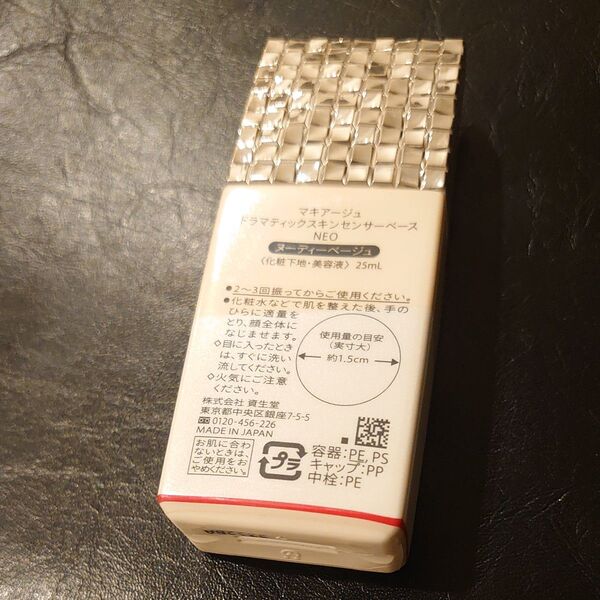 マキアージュ
ドラマティックスキンセンサーベース
NEO
ヌーディーベージュ
〈化粧下地・美容液〉 25mL
●2～3回振ってからご使用ください。
●化粧水などで肌を整えた後、手の
ひらに適量を
とり、顔全体に
なじませます。
◇目に入ったとき
は、すぐに洗い
流してください。
◇火気にご注意
ください。
使用量の目安
(実寸大)
約1.5cm
株式会社 資生堂
東京都中央区銀座7-5-5
0120-456-226
MADE IN JAPAN
お肌に合わ
ないときは、
ご使用をお
やめください。
プラ
容器:PE, PS
キャップ:PP
中栓:PE